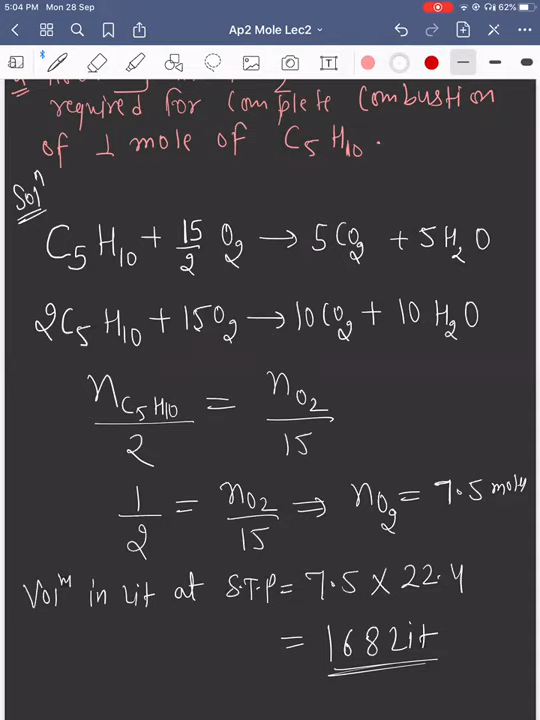 5:04 PM Mon 28 Sep 62%
Ap2 Mole Lec2
T
required for complete combustion
of 1 mole of C5H10.
Solⁿ
C5H10 + 15/2 O2 → 5CO2 + 5H2O
2C5H10 + 15O2 → 10CO2 + 10H2O
nC5H10/2 = nO2/15
1/2 = nO2/15 ⇒ nO2 = 7.5 mole
Volᵐ in Lit at S.T.P = 7.5 × 22.4
= 168 Lit